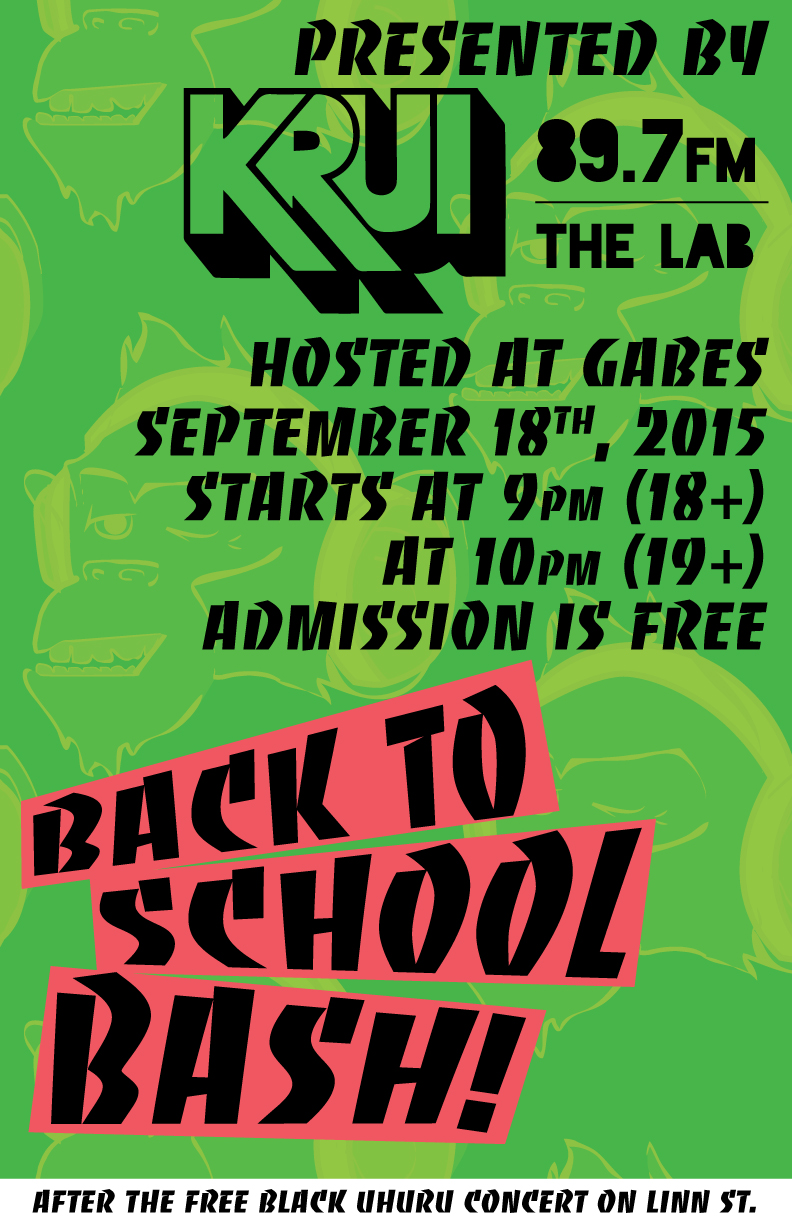 PRESENTED BY
KRUI
89.7FM
THE LAB
HOSTED AT GABES
SEPTEMBER 18TH, 2015
STARTS AT 9PM (18+)
AT 10PM (19+)
ADMISSION IS FREE
BACK TO
SCHOOL
BASH!
AFTER THE FREE BLACK UHURU CONCERT ON LINN ST.